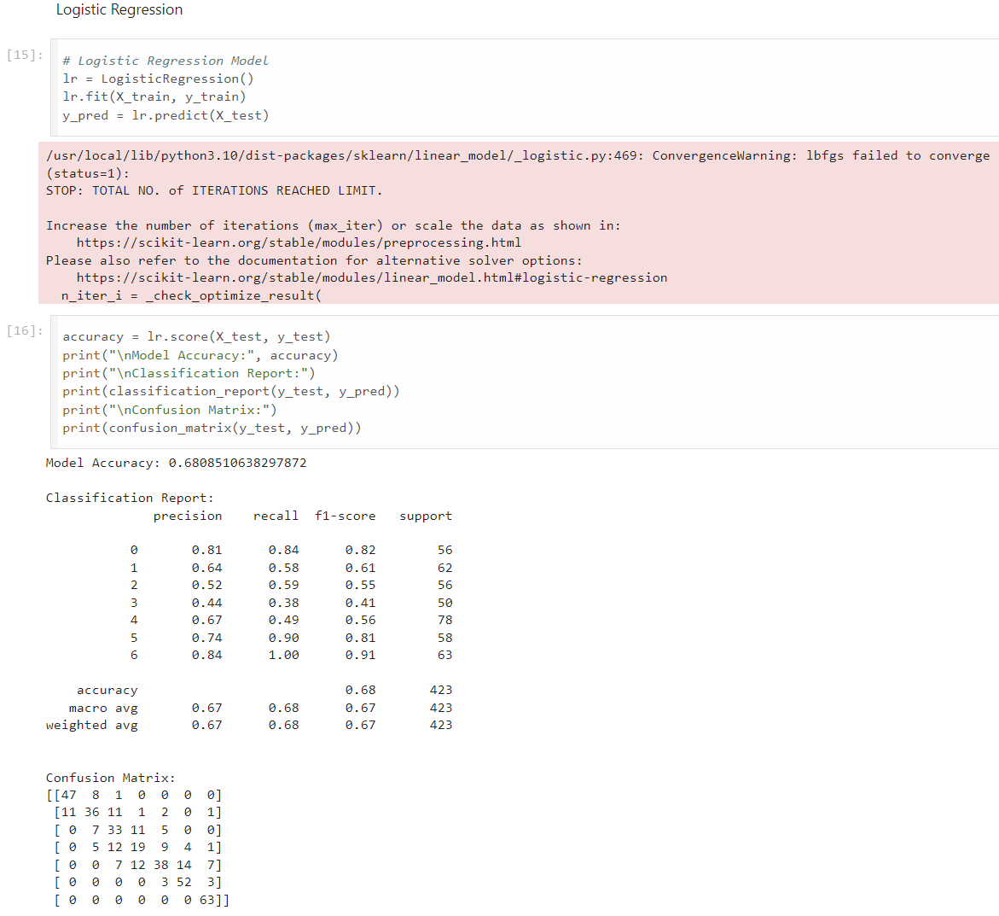 Logistic Regression
[15]:
# Logistic Regression Model
lr = LogisticRegression()
lr.fit(X_train, y_train)
y_pred = lr.predict(X_test)
/usr/local/lib/python3.10/dist-packages/sklearn/linear_model/_logistic.py:469: ConvergenceWarning: lbfgs failed to converge
(status=1):
STOP: TOTAL NO. of ITERATIONS REACHED LIMIT.

Increase the number of iterations (max_iter) or scale the data as shown in:
    https://scikit-learn.org/stable/modules/preprocessing.html
Please also refer to the documentation for alternative solver options:
    https://scikit-learn.org/stable/modules/linear_model.html#logistic-regression
  n_iter_i = _check_optimize_result(
[16]:
accuracy = lr.score(X_test, y_test)
print("\nModel Accuracy:", accuracy)
print("\nClassification Report:")
print(classification_report(y_test, y_pred))
print("\nConfusion Matrix:")
print(confusion_matrix(y_test, y_pred))
Model Accuracy: 0.6808510638297872

Classification Report:
              precision    recall  f1-score   support

           0       0.81      0.84      0.82        56
           1       0.64      0.58      0.61        62
           2       0.52      0.59      0.55        56
           3       0.44      0.38      0.41        50
           4       0.67      0.49      0.56        78
           5       0.74      0.90      0.81        58
           6       0.84      1.00      0.91        63

    accuracy                           0.68       423
   macro avg       0.67      0.68      0.67       423
weighted avg       0.67      0.68      0.67       423


Confusion Matrix:
[[47  8  1  0  0  0  0]
 [11 36 11  1  2  0  1]
 [ 0  7 33 11  5  0  0]
 [ 0  5 12 19  9  4  1]
 [ 0  0  7 12 38 14  7]
 [ 0  0  0  0  3 52  3]
 [ 0  0  0  0  0  0 63]]